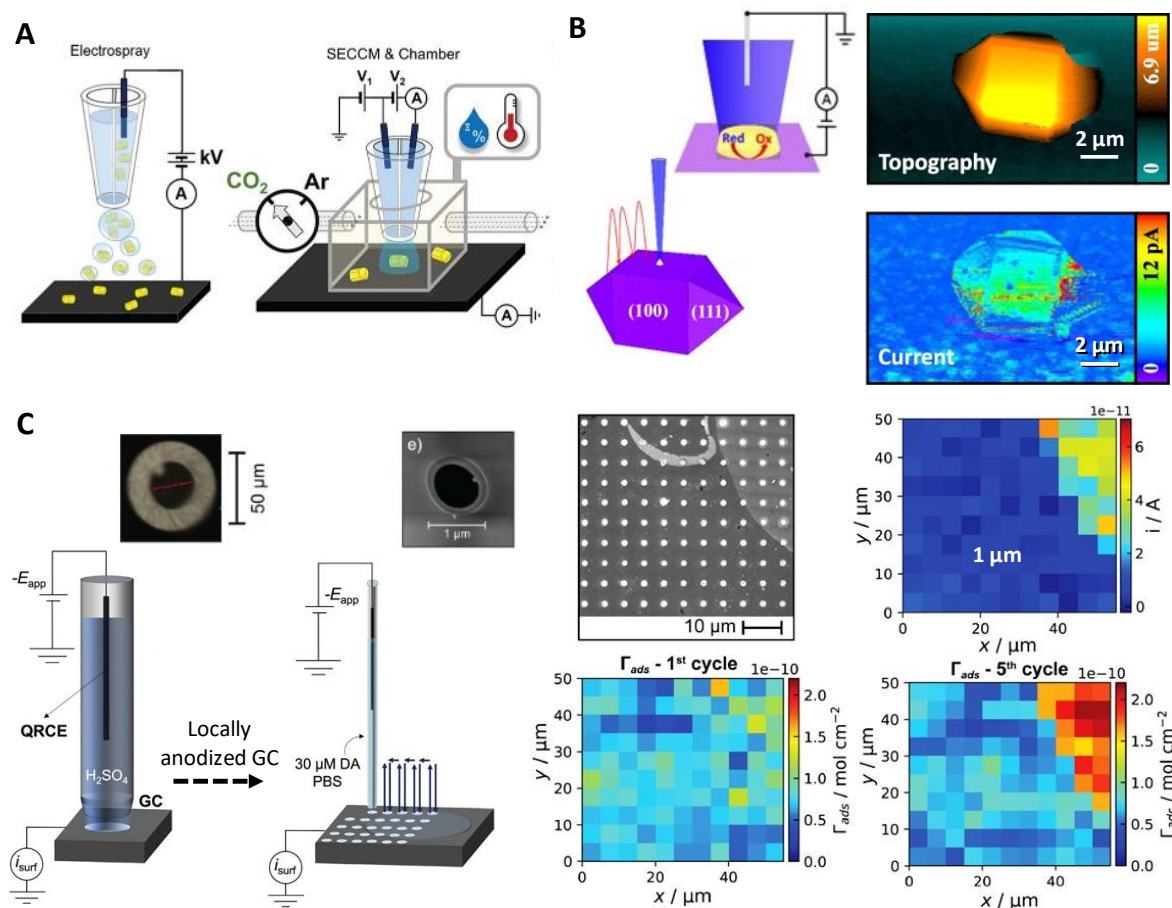 A
Electrospray
kV
A
SECCM & Chamber
V1
V2
A
%
CO2
Ar
A
B
A
Red
Ox
(100)
(111)
Topography
2 µm
6.9 um
0
Current
2 µm
12 pA
0
C
50 µm
e)
1 µm
-Eapp
QRCE
H2SO4
GC
isurf
Locally
anodized GC
-Eapp
30 µM DA
PBS
isurf
10 µm
1e-11
50
40
30
20
10
0
y / µm
1 µm
0
20
40
x / µm
6
4
2
0
i / A
Γads - 1st cycle
1e-10
50
40
30
20
10
0
y / µm
0
20
40
x / µm
2.0
1.5
1.0
0.5
0.0
Γads / mol cm−2
Γads - 5th cycle
1e-10
50
40
30
20
10
0
y / µm
0
20
40
x / µm
2.0
1.5
1.0
0.5
0.0
Γads / mol cm−2